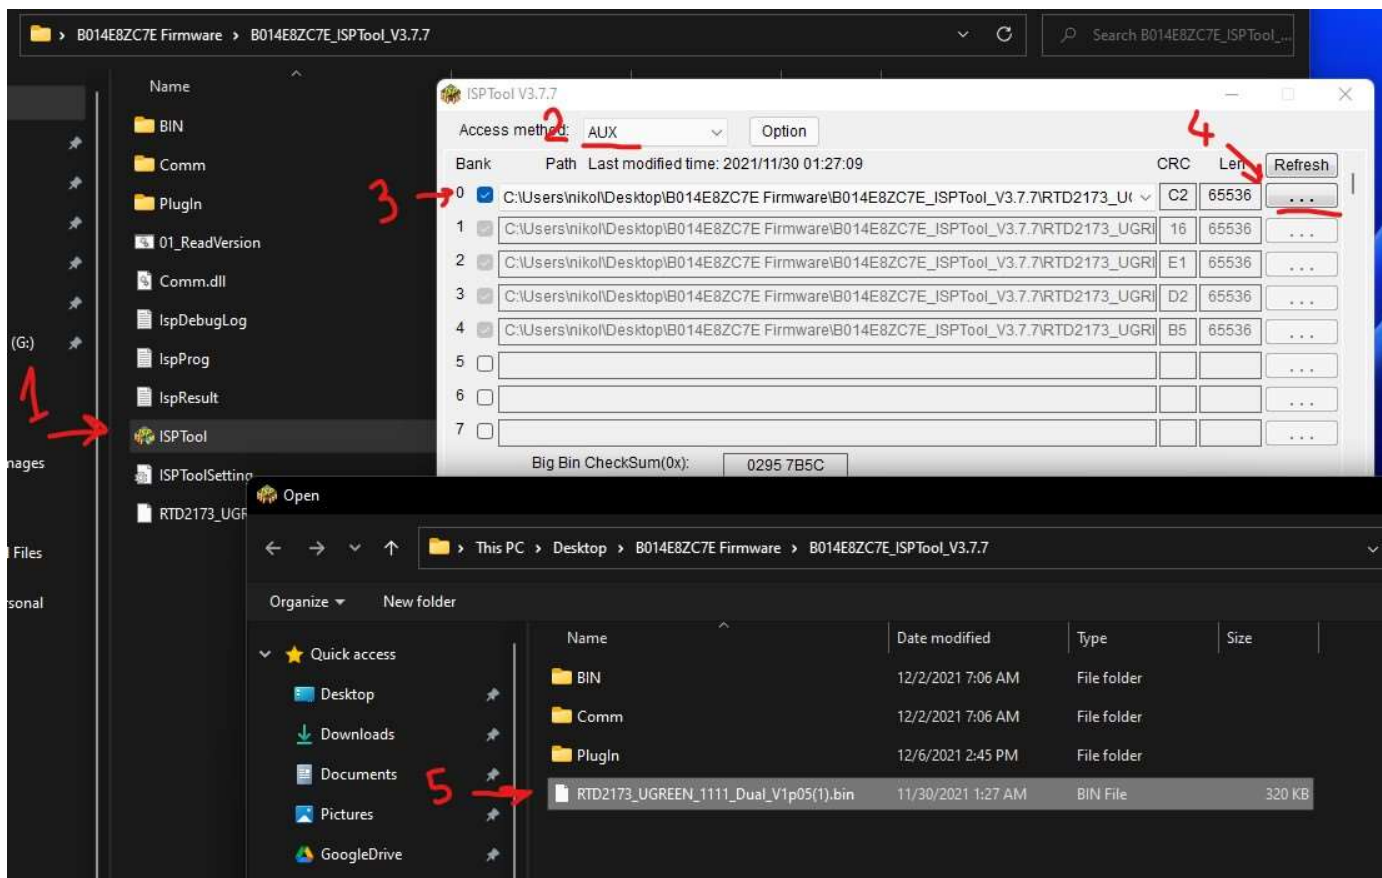 B014E8ZC7E Firmware > B014E8ZC7E_ISPTool_V3.7.7
Search B014E8ZC7E_ISPTool_...
Name
BIN
Comm
PlugIn
01_ReadVersion
Comm.dll
IspDebugLog
IspProg
IspResult
ISPTool
ISPToolSetting
RTD2173_UGR
(G:)
nages
l Files
rsonal
1
ISPTool V3.7.7
2
Access method: AUX Option
4
Bank Path Last modified time: 2021/11/30 01:27:09 CRC Len Refresh
3
0 C:\Users\nikol\Desktop\B014E8ZC7E Firmware\B014E8ZC7E_ISPTool_V3.7.7\RTD2173_U C2 65536 ...
1 C:\Users\nikol\Desktop\B014E8ZC7E Firmware\B014E8ZC7E_ISPTool_V3.7.7\RTD2173_UGRI 16 65536 ...
2 C:\Users\nikol\Desktop\B014E8ZC7E Firmware\B014E8ZC7E_ISPTool_V3.7.7\RTD2173_UGRI E1 65536 ...
3 C:\Users\nikol\Desktop\B014E8ZC7E Firmware\B014E8ZC7E_ISPTool_V3.7.7\RTD2173_UGRI D2 65536 ...
4 C:\Users\nikol\Desktop\B014E8ZC7E Firmware\B014E8ZC7E_ISPTool_V3.7.7\RTD2173_UGRI B5 65536 ...
5 ...
6 ...
7 ...
Big Bin CheckSum(0x): 0295 7B5C
Open
This PC > Desktop > B014E8ZC7E Firmware > B014E8ZC7E_ISPTool_V3.7.7
Organize New folder
Quick access
Desktop
Downloads
Documents
Pictures
GoogleDrive
5
Name Date modified Type Size
BIN 12/2/2021 7:06 AM File folder
Comm 12/2/2021 7:06 AM File folder
PlugIn 12/6/2021 2:45 PM File folder
RTD2173_UGREEN_1111_Dual_V1p05(1).bin 11/30/2021 1:27 AM BIN File 320 KB